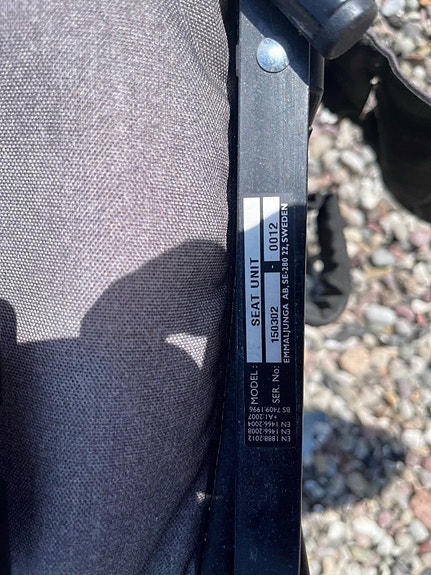 MODEL: SEAT UNIT
SER. No: 150302 - 0012
EMMALJUNGA AB, SE-280 22, SWEDEN
EN 1888:2012
EN 1466:2008
EN 1466:2004
+A1:2007
BS 7409:1996